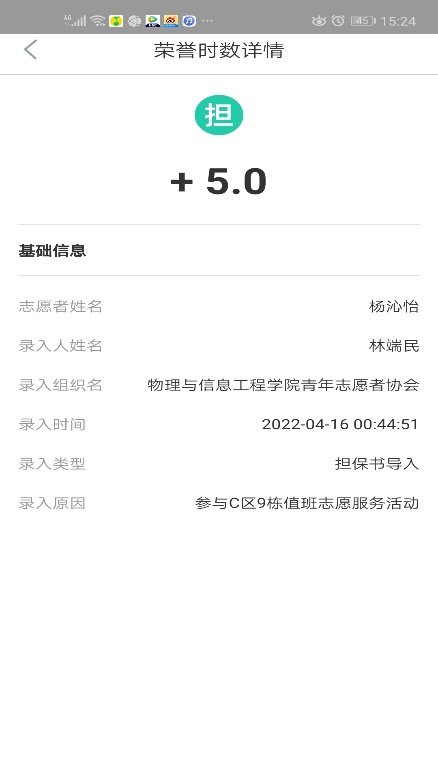 4G 45 15:24
荣誉时数详情
担
+ 5.0
基础信息
志愿者姓名 杨沁怡
录入人姓名 林端民
录入组织名 物理与信息工程学院青年志愿者协会
录入时间 2022-04-16 00:44:51
录入类型 担保书导入
录入原因 参与C区9栋值班志愿服务活动